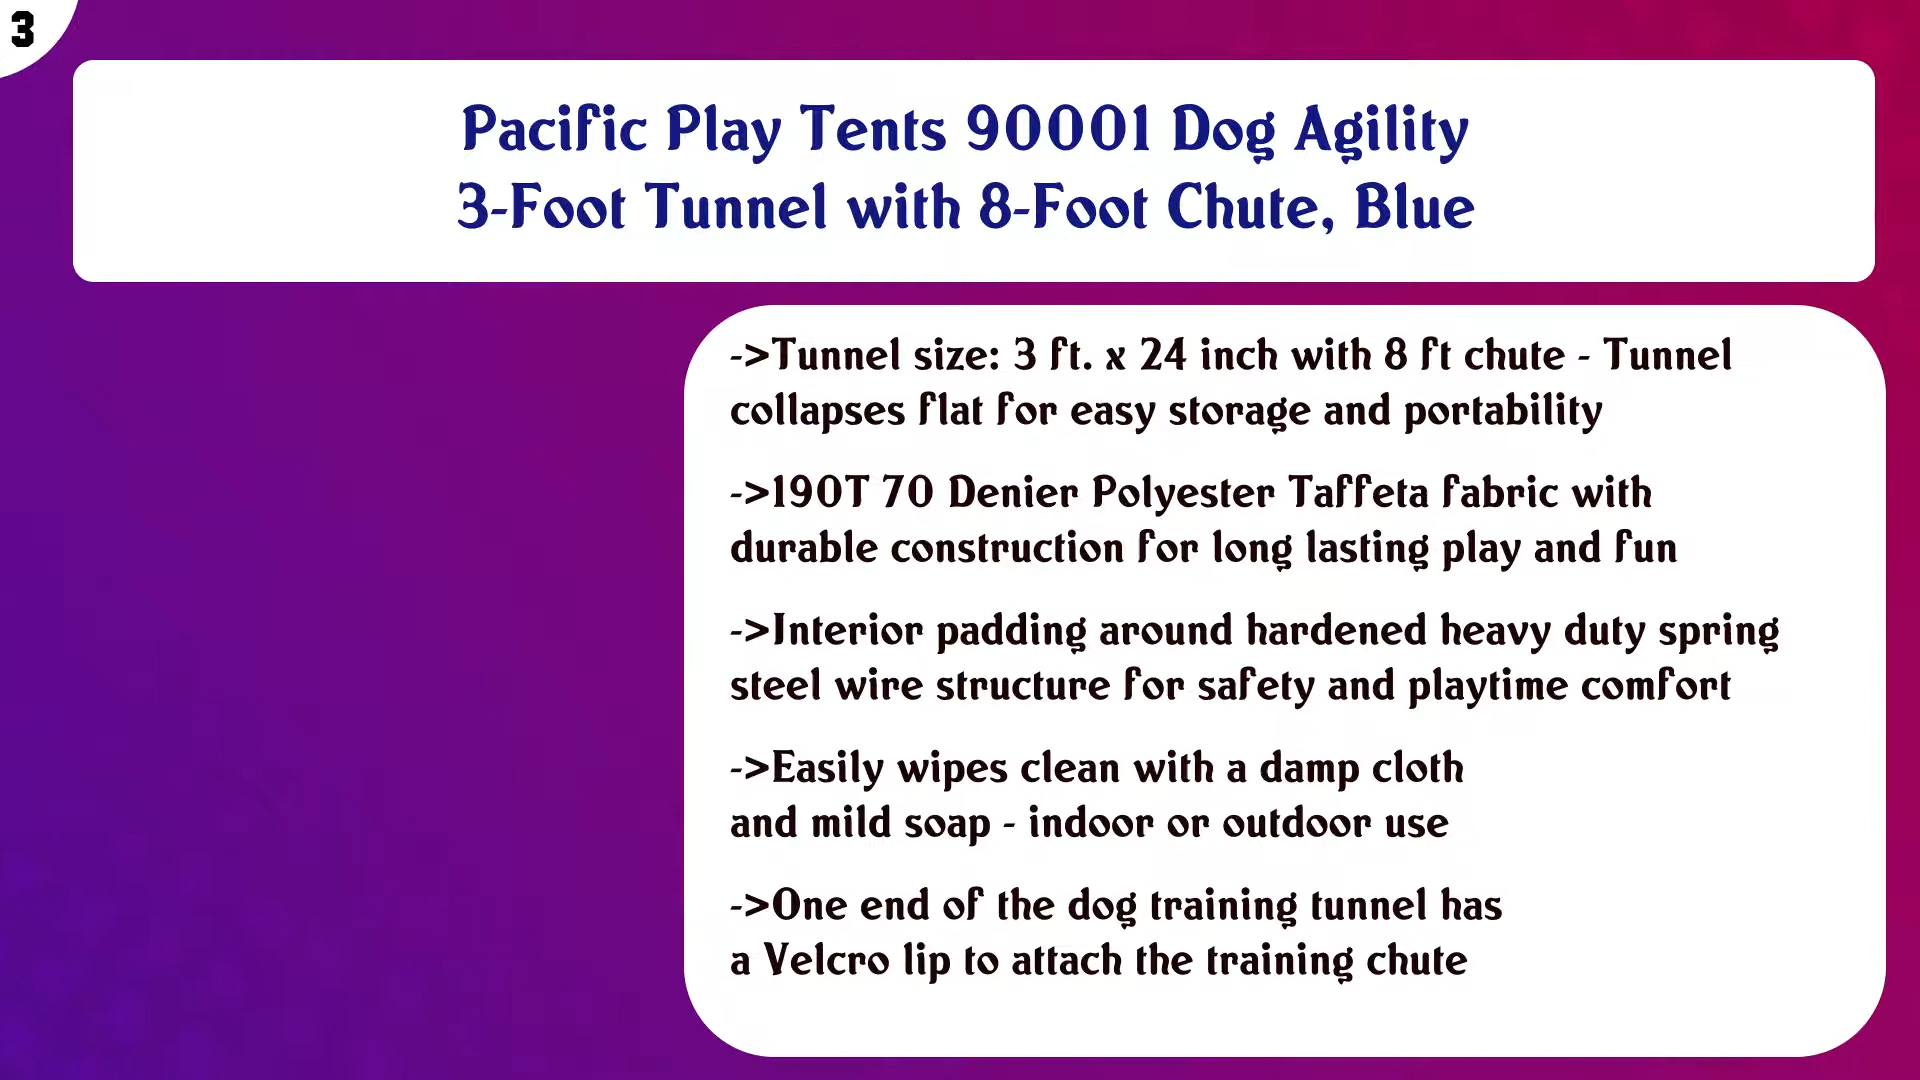 3
Pacific Play Tents 90001 Dog Agility
3-Foot Tunnel with 8-Foot Chute, Blue
->Tunnel size: 3 ft. x 24 inch with 8 ft chute - Tunnel
collapses flat for easy storage and portability
->190T 70 Denier Polyester Taffeta fabric with
durable construction for long lasting play and fun
->Interior padding around hardened heavy duty spring
steel wire structure for safety and playtime comfort
->Easily wipes clean with a damp cloth
and mild soap - indoor or outdoor use
->One end of the dog training tunnel has
a Velcro lip to attach the training chute